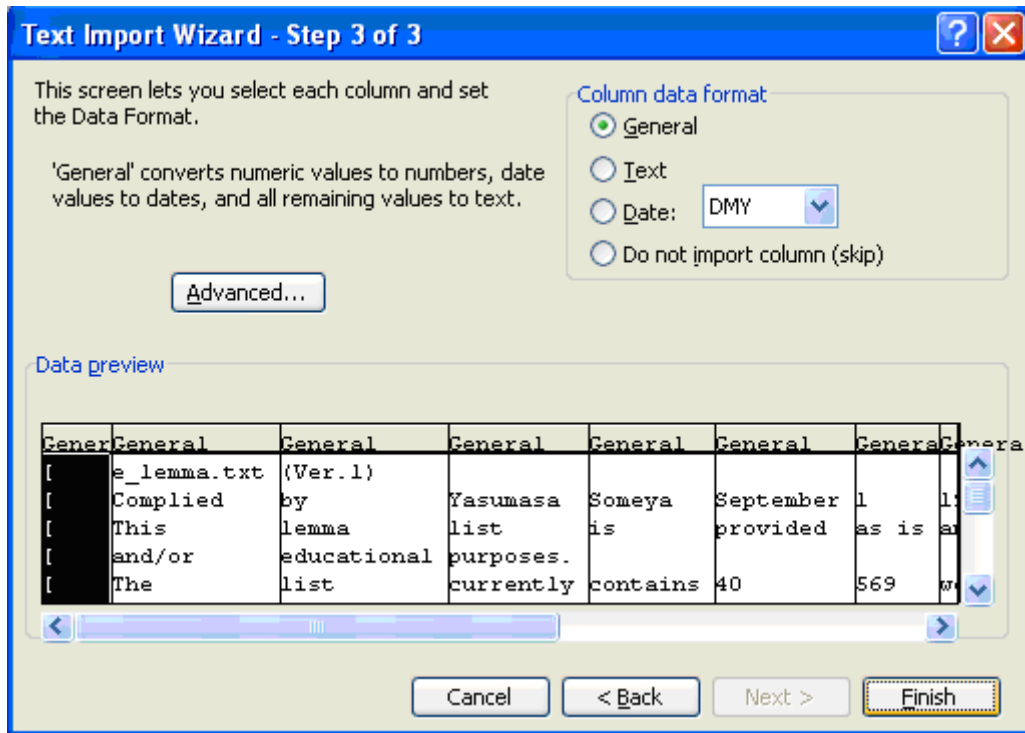 Text Import Wizard - Step 3 of 3
This screen lets you select each column and set
the Data Format.
'General' converts numeric values to numbers, date
values to dates, and all remaining values to text.
Advanced...
Column data format
General
Text
Date: DMY
Do not import column (skip)
Data preview
Gener General General General General General Genera Genera
[ e_lemma.txt (Ver.1)
[ Complied by Yasumasa Someya September 1
[ This lemma list is provided as is
[ and/or educational purposes.
[ The list currently contains 40 569
Cancel < Back Next > Finish